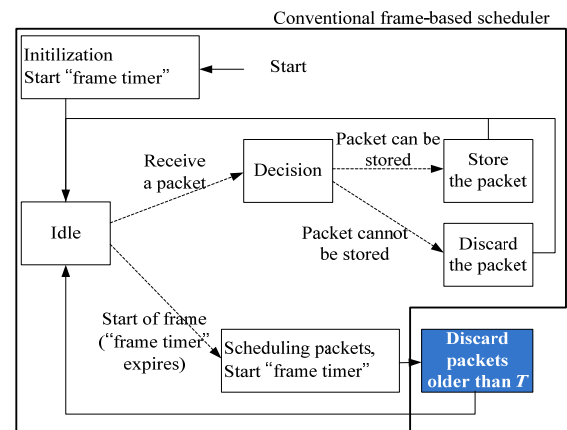 Conventional frame-based scheduler
Initilization
Start “frame timer”
Start
Receive
a packet
Decision
Packet can be
stored
Store
the packet
Idle
Packet cannot
be stored
Discard
the packet
Start of frame
(“frame timer”
expires)
Scheduling packets,
Start “frame timer”
Discard
packets
older than T